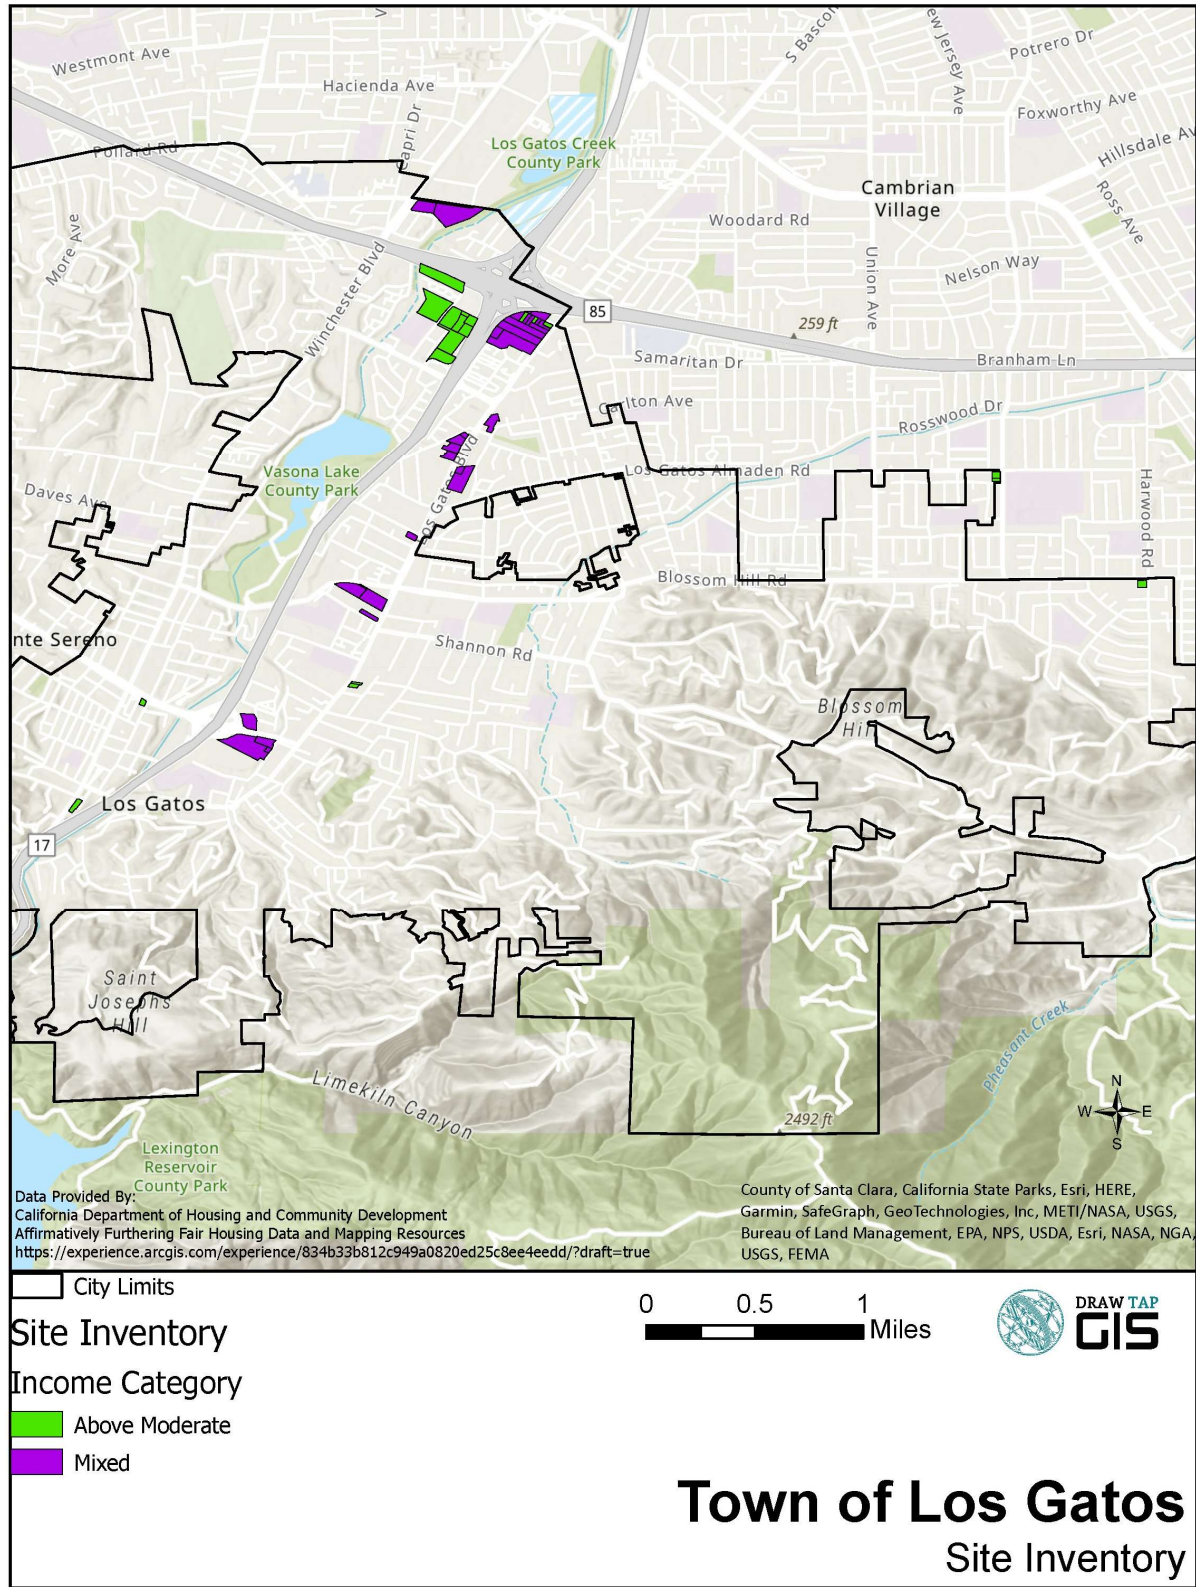 Westmont Ave
Hacienda Ave
S Bascom
ew Jersey Ave
Potrero Dr
Foxworthy Ave
Hillsdale Av
Ross Ave
apri Dr
Los Gatos Creek
County Park
Pollard Rd
Cambrian
Village
Woodard Rd
Union Ave
Nelson Way
More Ave
Winchester Blvd
85
259 ft
Samaritan Dr
Branham Ln
Carlton Ave
Rosswood Dr
Los Gatos Almaden Rd
Harwood Rd
Vasona Lake
County Park
Los Gatos Blvd
Daves Ave
Blossom Hill Rd
nte Sereno
Shannon Rd
Blossom
Hill
Los Gatos
17
Saint
Josephs
Hill
Limekiln Canyon
Pheasant Creek
N
W E
S
2492 ft
Lexington
Reservoir
County Park
Data Provided By:
California Department of Housing and Community Development
Affirmatively Furthering Fair Housing Data and Mapping Resources
https://experience.arcgis.com/experience/834b33b812c949a0820ed25c8ee4eedd/?draft=true
County of Santa Clara, California State Parks, Esri, HERE,
Garmin, SafeGraph, GeoTechnologies, Inc, METI/NASA, USGS,
Bureau of Land Management, EPA, NPS, USDA, Esri, NASA, NGA,
USGS, FEMA
City Limits
Site Inventory
Income Category
Above Moderate
Mixed
0 0.5 1
Miles
DRAW TAP
GIS
Town of Los Gatos
Site Inventory